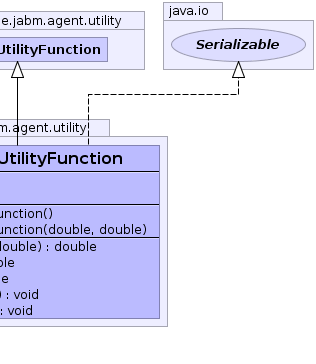 e.jabm.agent.utility
java.io
UtilityFunction
Serializable
m.agent.utility
UtilityFunction
unction()
unction(double, double)
double) : double
ble
e
) : void
: void